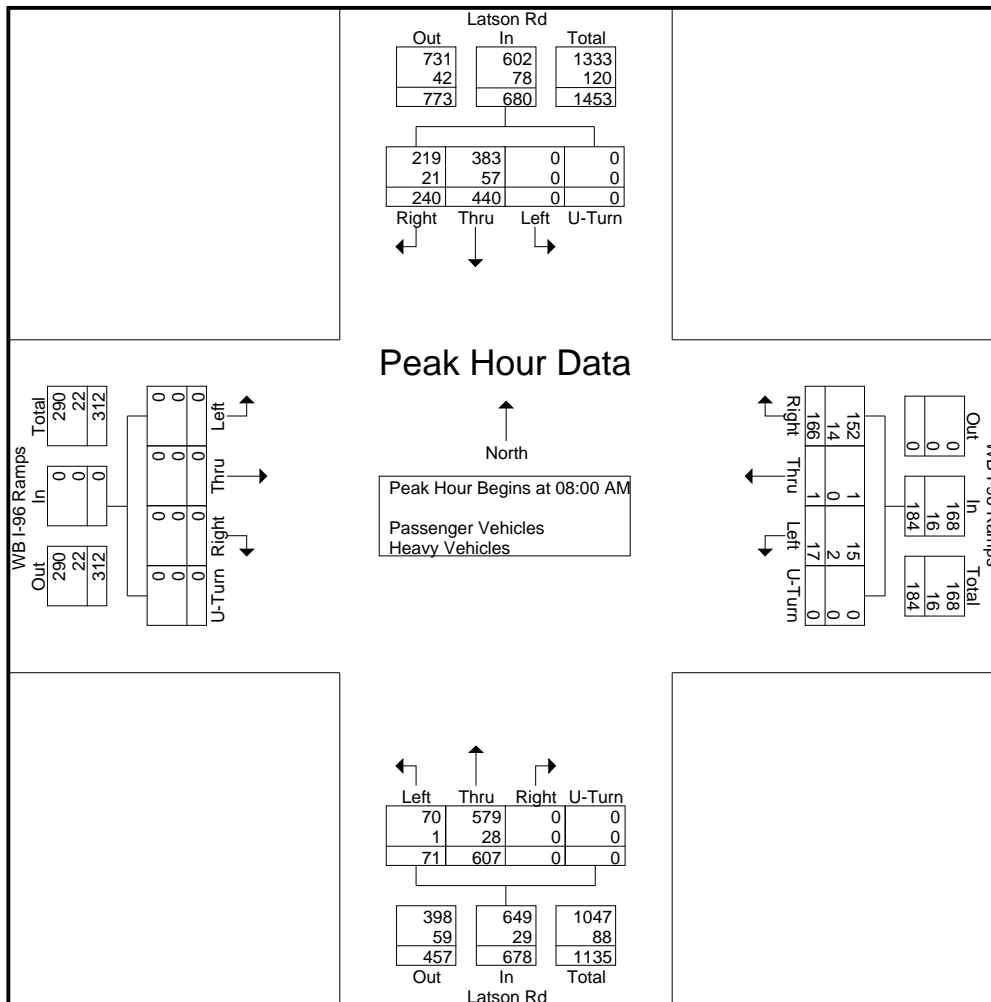 Latson Rd
Out In Total
731 602 1333
42 78 120
773 680 1453
219 383 0 0
21 57 0 0
240 440 0 0
Right Thru Left U-Turn
Peak Hour Data
North
Peak Hour Begins at 08:00 AM
Passenger Vehicles
Heavy Vehicles
WB I-96 Ramps
Out In Total
290 0 290
22 0 22
312 0 312
0 0 0 0
0 0 0 0
0 0 0 0
U-Turn Right Thru Left
WB I-96 Ramps
Out In Total
0 168 168
0 16 16
0 184 184
152 1 15 0
14 0 2 0
166 1 17 0
Right Thru Left U-Turn
Left Thru Right U-Turn
70 579 0 0
1 28 0 0
71 607 0 0
398 649 1047
59 29 88
457 678 1135
Out In Total
Latson Rd